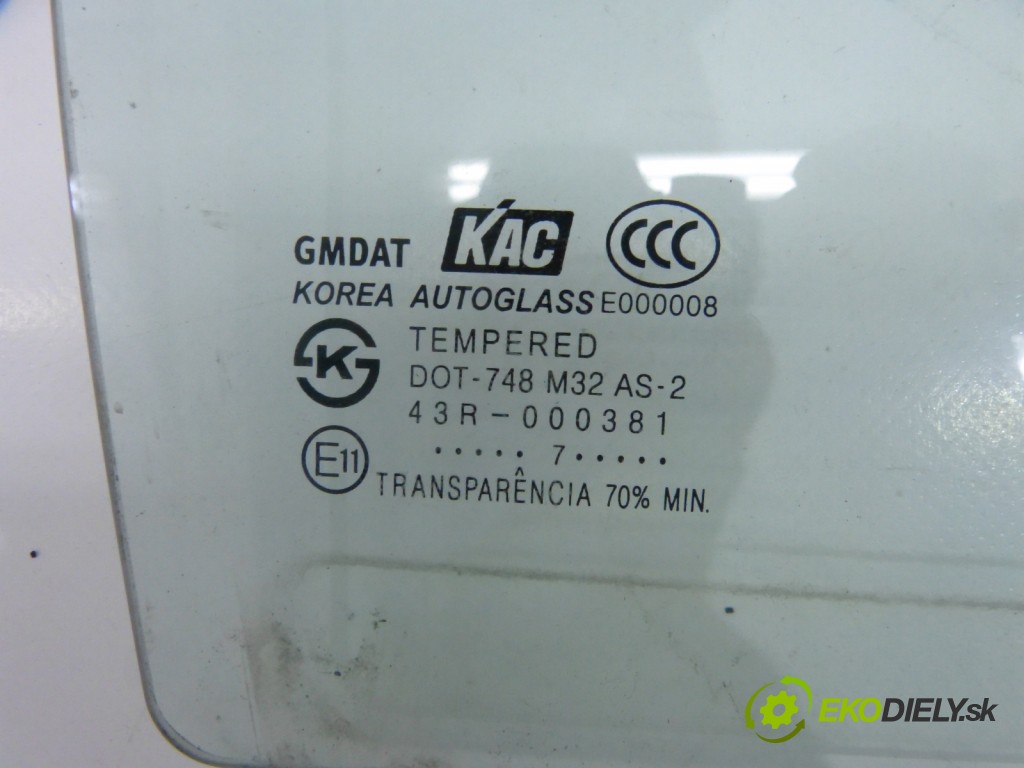 GMDAT KAC CCC
KOREA AUTOGLASS E000008
K TEMPERED
DOT-748 M32 AS-2
43R-000381
E11 ..... 7 .....
TRANSPARÊNCIA 70% MIN.
EKODIELY.sk